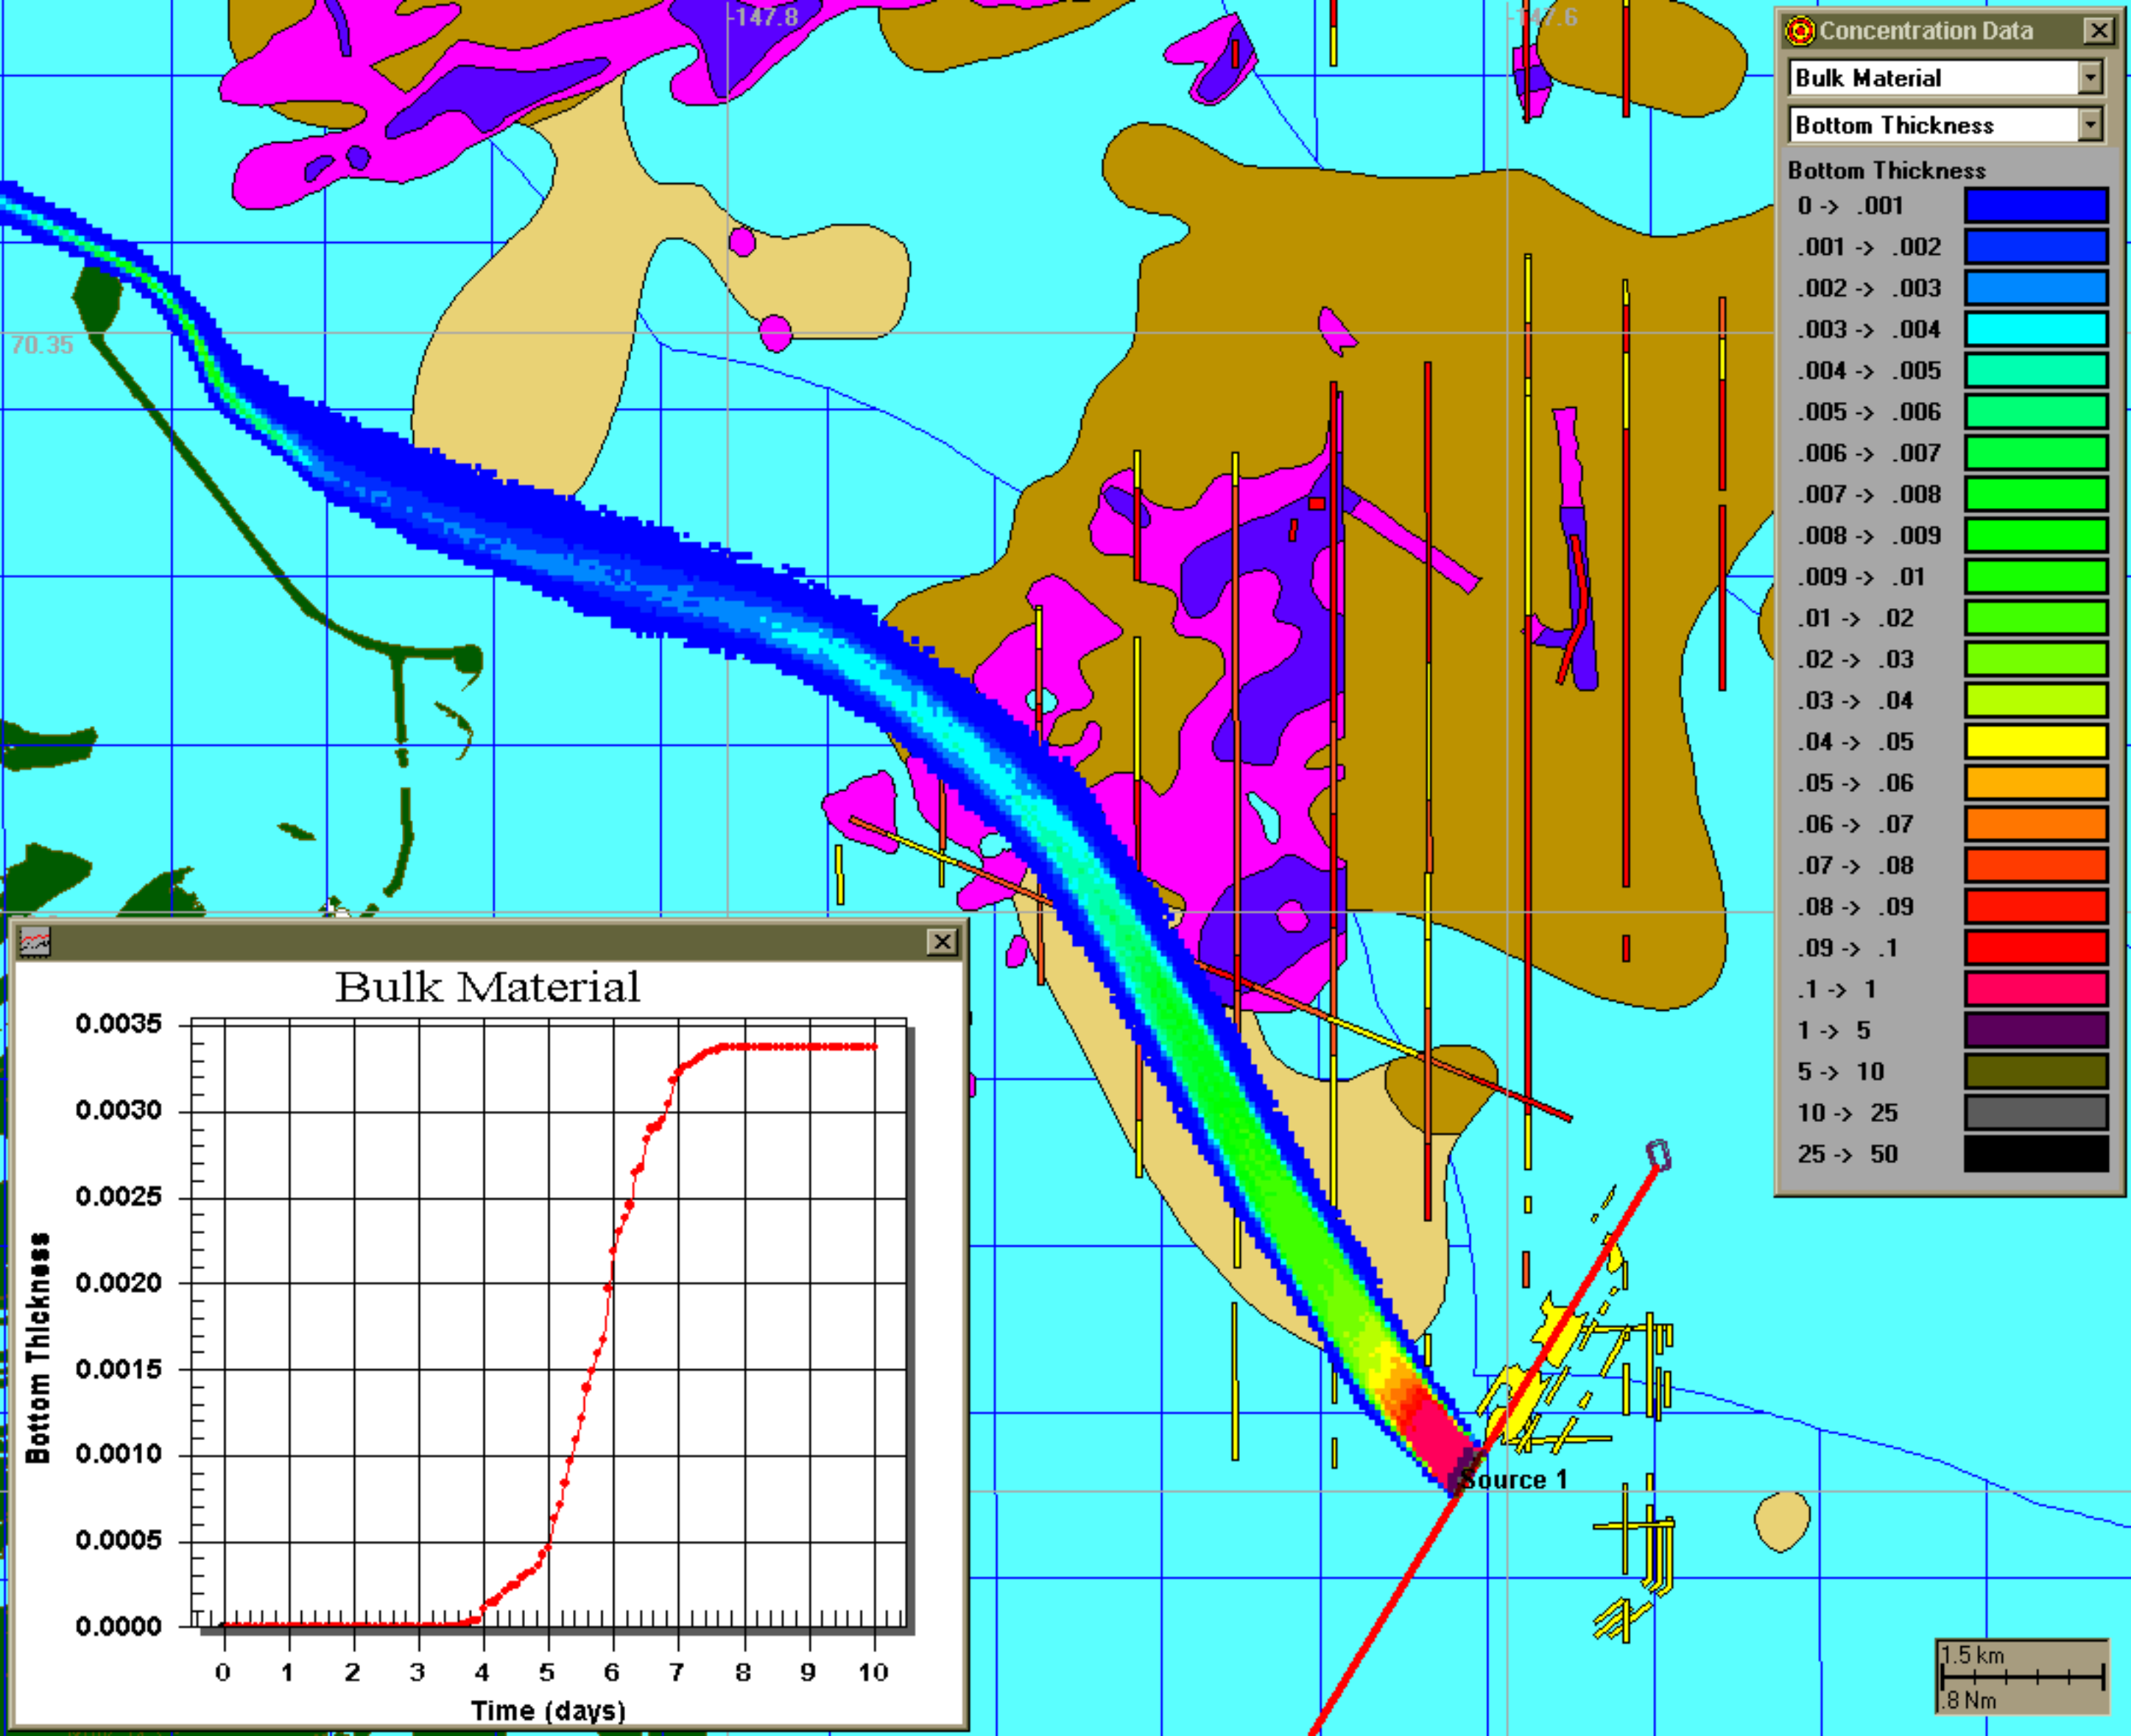 -147.8
-147.6
70.35
Concentration Data
Bulk Material
Bottom Thickness
Bottom Thickness
0 -> .001
.001 -> .002
.002 -> .003
.003 -> .004
.004 -> .005
.005 -> .006
.006 -> .007
.007 -> .008
.008 -> .009
.009 -> .01
.01 -> .02
.02 -> .03
.03 -> .04
.04 -> .05
.05 -> .06
.06 -> .07
.07 -> .08
.08 -> .09
.09 -> .1
.1 -> 1
1 -> 5
5 -> 10
10 -> 25
25 -> 50
Source 1
1.5 km
.8 Nm
Bulk Material
Bottom Thickness
0.0035
0.0030
0.0025
0.0020
0.0015
0.0010
0.0005
0.0000
0 1 2 3 4 5 6 7 8 9 10
Time (days)